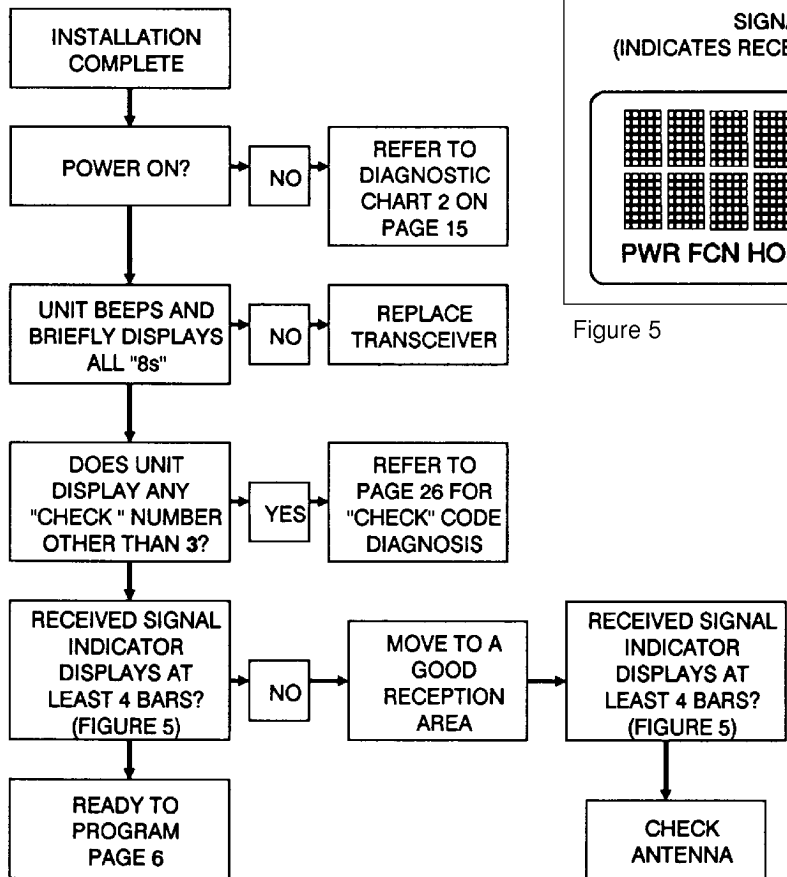 INSTALLATION
COMPLETE
POWER ON?
NO
REFER TO
DIAGNOSTIC
CHART 2 ON
PAGE 15
UNIT BEEPS AND
BRIEFLY DISPLAYS
ALL "8s"
NO
REPLACE
TRANSCEIVER
DOES UNIT
DISPLAY ANY
"CHECK " NUMBER
OTHER THAN 3?
YES
REFER TO
PAGE 26 FOR
"CHECK" CODE
DIAGNOSIS
RECEIVED SIGNAL
INDICATOR
DISPLAYS AT
LEAST 4 BARS?
(FIGURE 5)
NO
MOVE TO A
GOOD
RECEPTION
AREA
RECEIVED SIGNAL
INDICATOR
DISPLAYS AT
LEAST 4 BARS?
(FIGURE 5)
READY TO
PROGRAM
PAGE 6
CHECK
ANTENNA
(INDICATES
PWR FCN
Figure 5